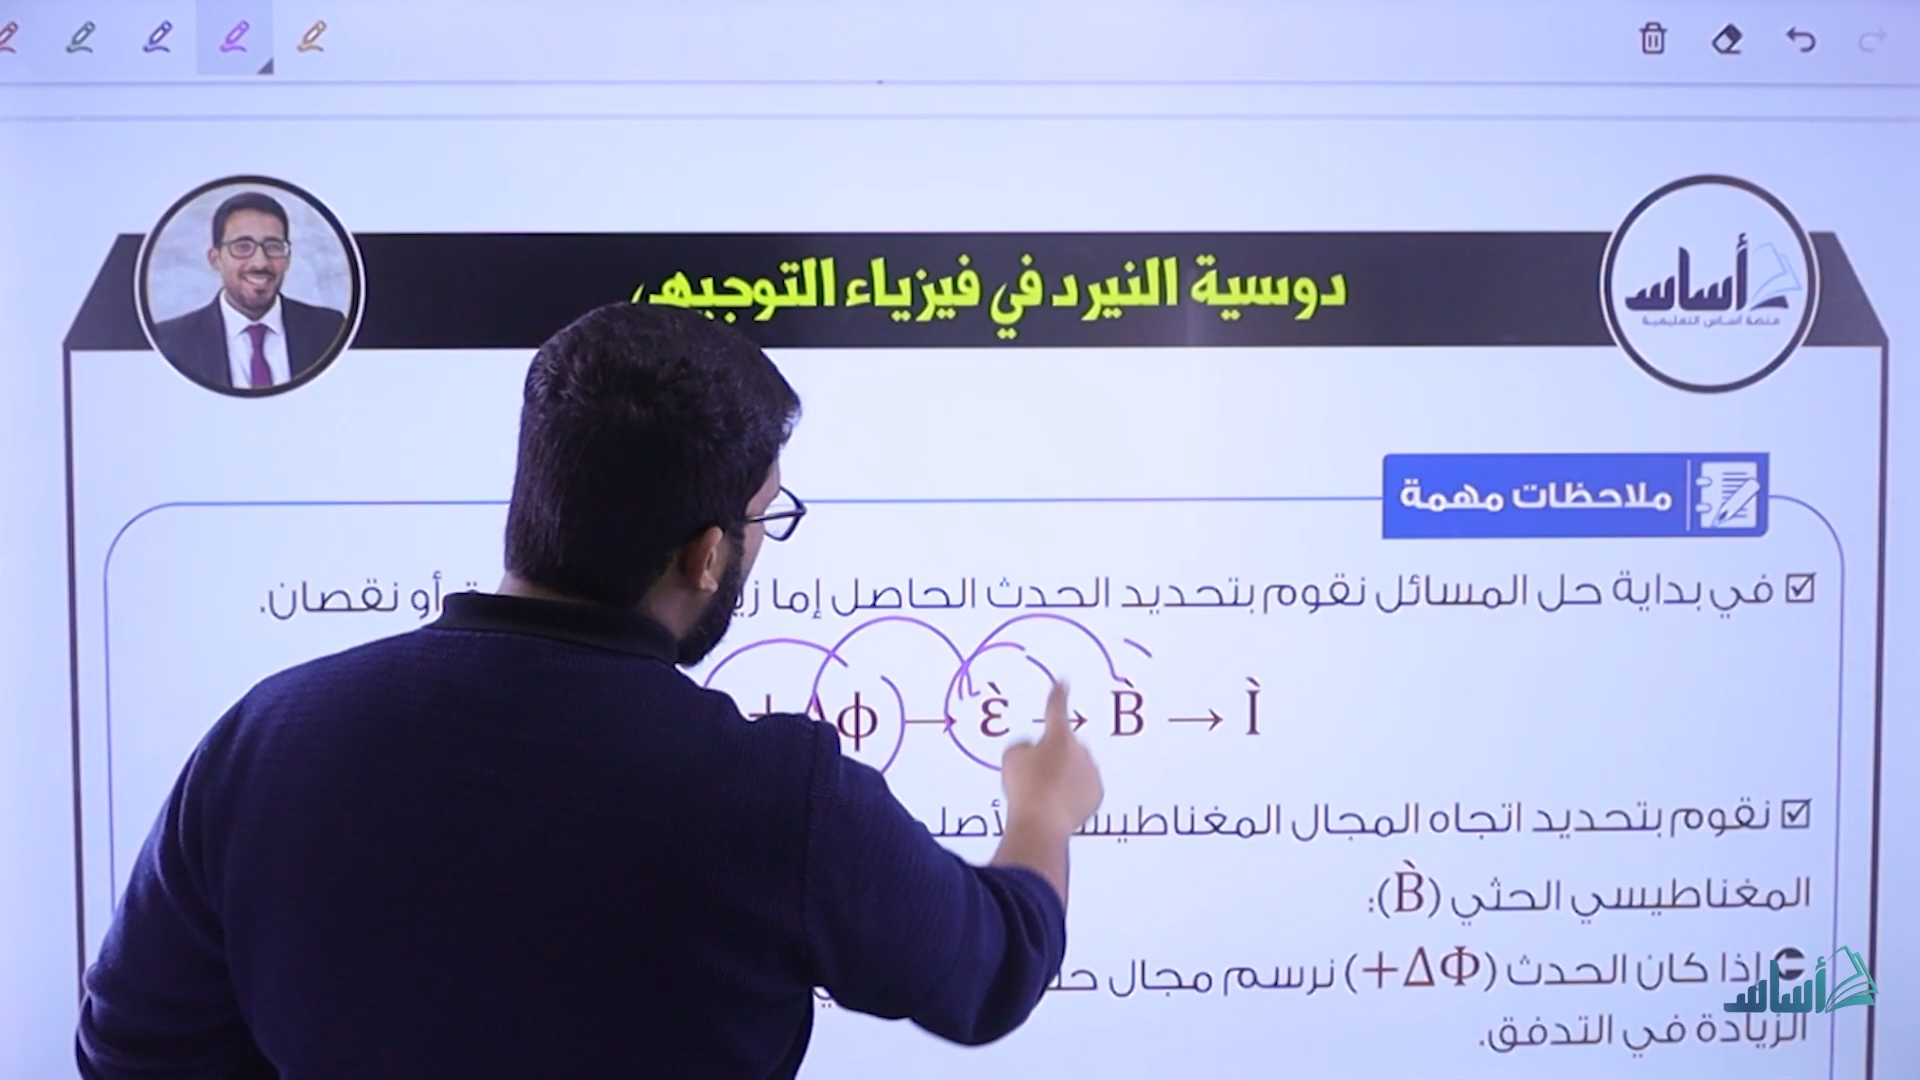 دوسية النيرد في فيزياء التوجيهي
أساس
منصة أساس التعليمية
ملاحظات مهمة
في بداية حل المسائل نقوم بتحديد الحدث الحاصل إما أو نقصان.
+Δϕ → ὲ → B̀ → Ì
نقوم بتحديد اتجاه المجال المغناطيسي
المغناطيسي الحثي (B̀):
إذا كان الحدث (+ΔΦ) نرسم مجال
الزيادة في التدفق.
أساس